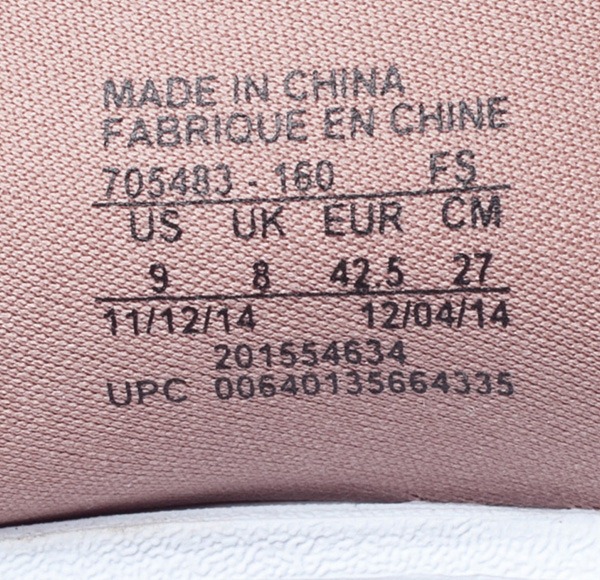 MADE IN CHINA
FABRIQUE EN CHINE
705483 - 160 FS
US UK EUR CM
9 8 42.5 27
11/12/14 12/04/14
201554634
UPC 00640135664335